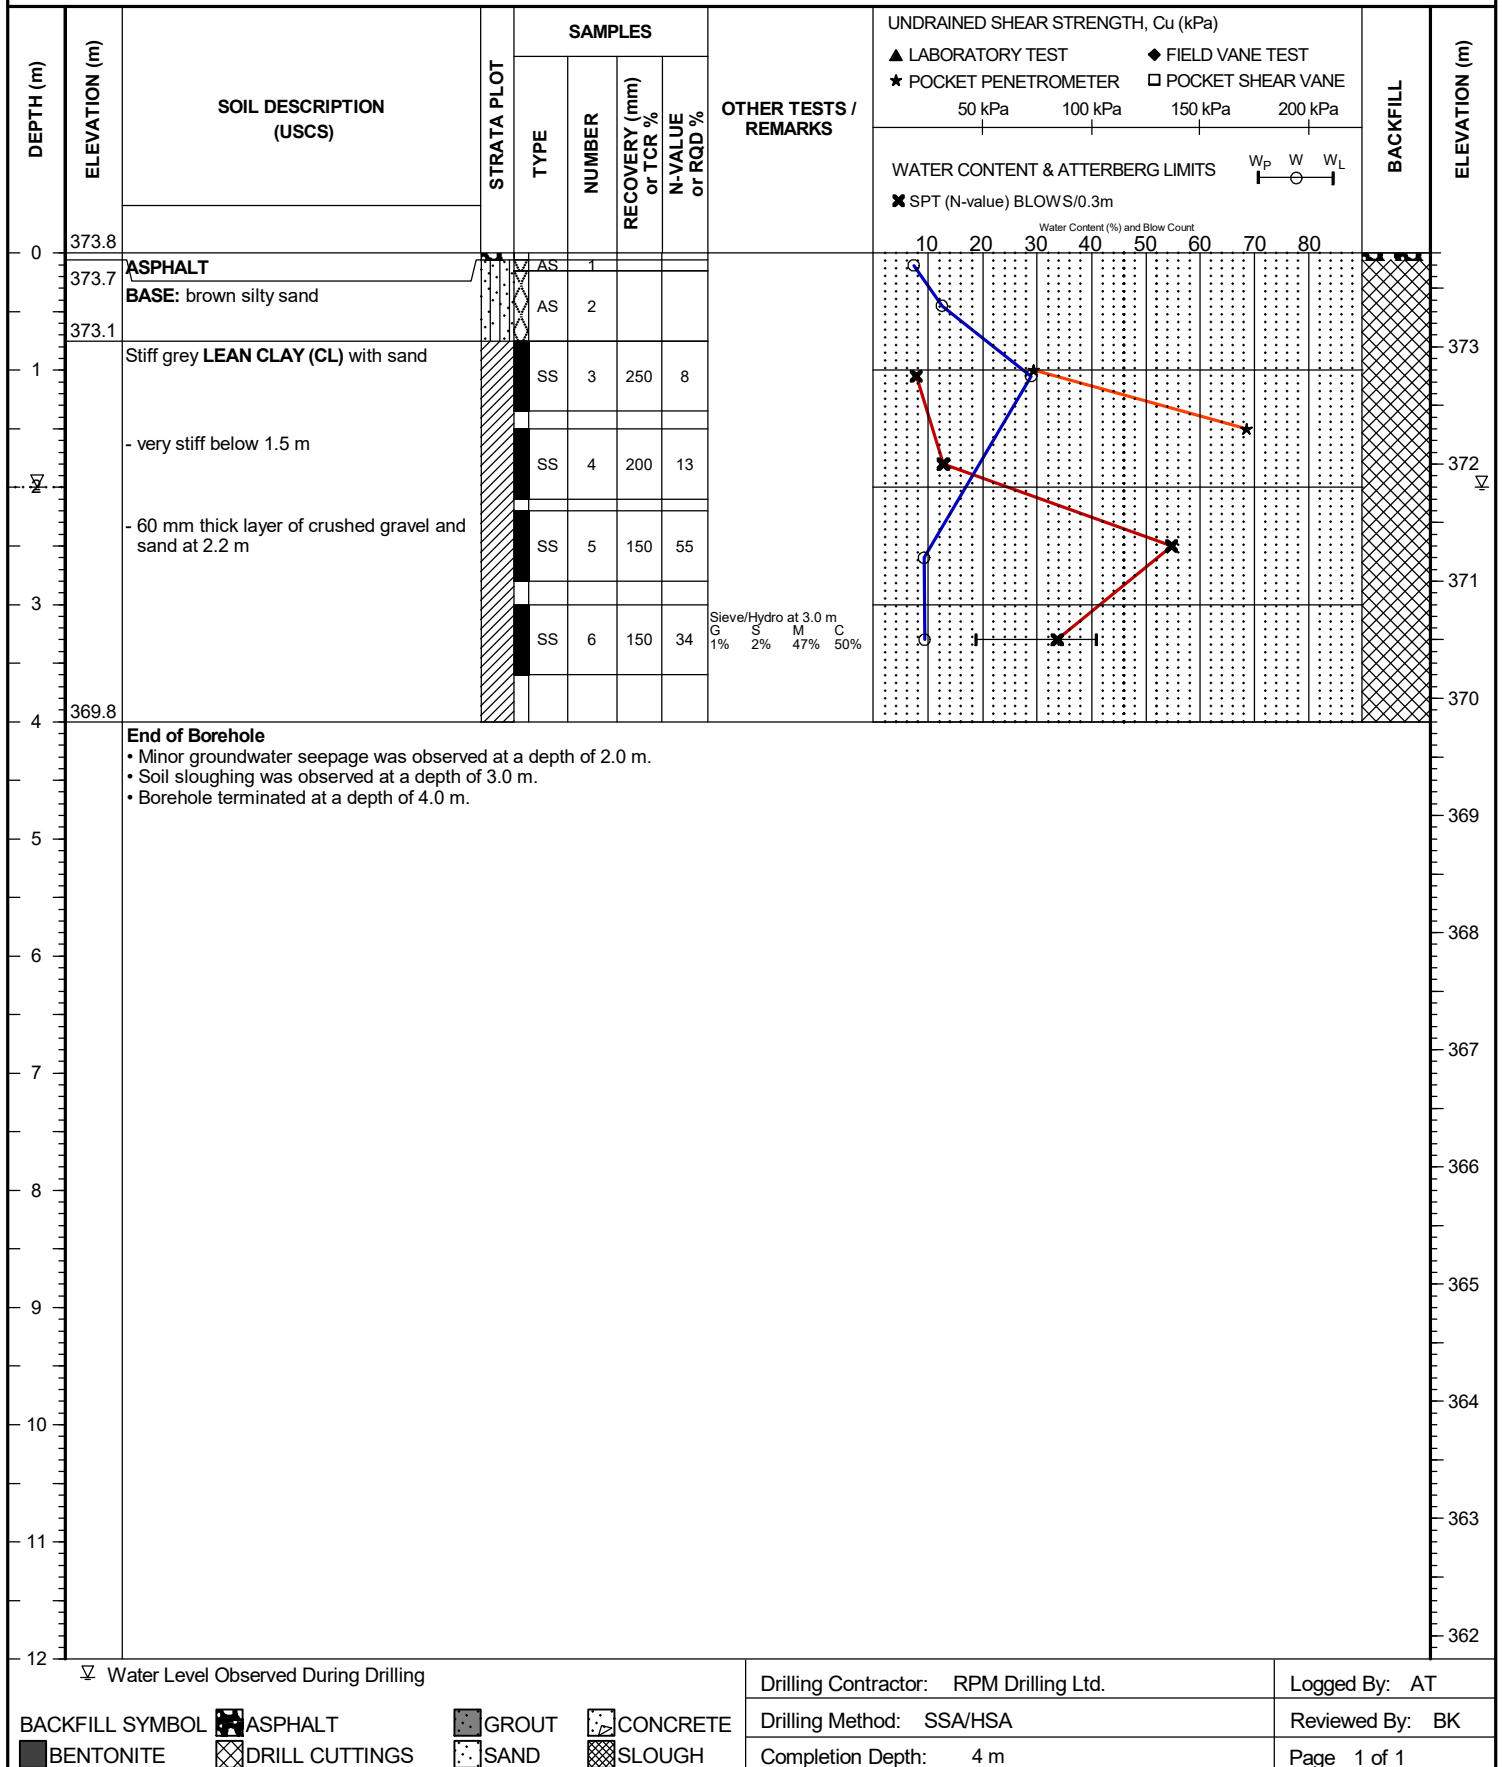 DEPTH (m)
ELEVATION (m)
SOIL DESCRIPTION
(USCS)
STRATA PLOT
SAMPLES
TYPE
NUMBER
RECOVERY (mm)
or TCR %
N-VALUE
or RQD %
OTHER TESTS /
REMARKS
UNDRAINED SHEAR STRENGTH, Cu (kPa)
LABORATORY TEST
FIELD VANE TEST
POCKET PENETROMETER
POCKET SHEAR VANE
50 kPa 100 kPa 150 kPa 200 kPa
WATER CONTENT & ATTERBERG LIMITS
WP W WL
SPT (N-value) BLOWS/0.3m
Water Content (%) and Blow Count
10 20 30 40 50 60 70 80
BACKFILL
ELEVATION (m)
0
373.8
ASPHALT
AS 1
373.7
BASE: brown silty sand
AS 2
373.1
Stiff grey LEAN CLAY (CL) with sand
373
1
SS 3 250 8
- very stiff below 1.5 m
SS 4 200 13
372
2
- 60 mm thick layer of crushed gravel and
sand at 2.2 m
SS 5 150 55
371
3
Sieve/Hydro at 3.0 m
G S M C
1% 2% 47% 50%
SS 6 150 34
370
369.8
4
End of Borehole
• Minor groundwater seepage was observed at a depth of 2.0 m.
• Soil sloughing was observed at a depth of 3.0 m.
• Borehole terminated at a depth of 4.0 m.
369
5
368
6
367
7
366
8
365
9
364
10
363
11
362
12
Water Level Observed During Drilling
BACKFILL SYMBOL ASPHALT GROUT CONCRETE
BENTONITE DRILL CUTTINGS SAND SLOUGH
Drilling Contractor: RPM Drilling Ltd.
Drilling Method: SSA/HSA
Completion Depth: 4 m
Logged By: AT
Reviewed By: BK
Page 1 of 1